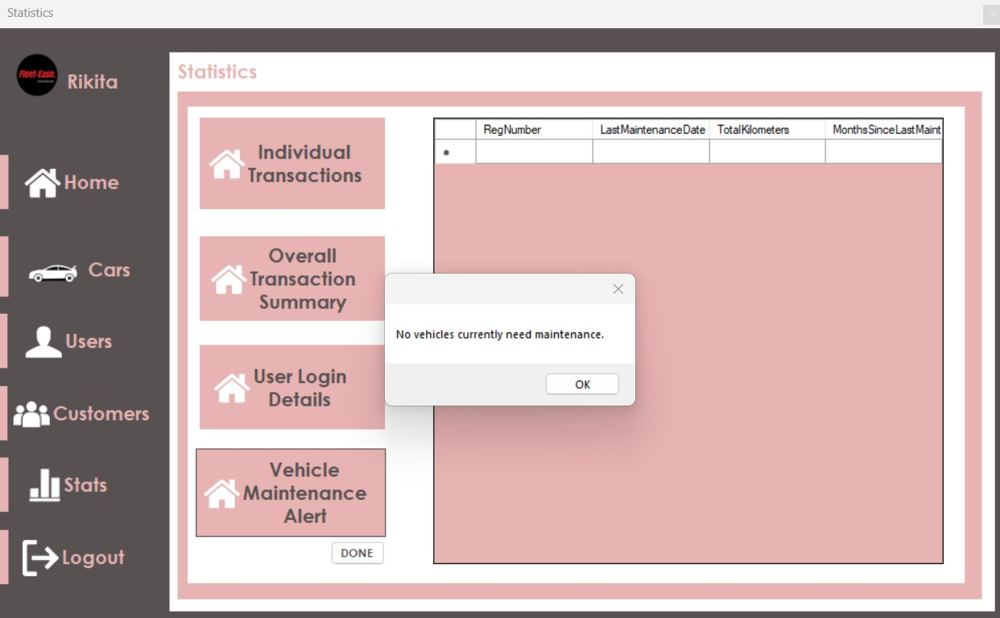 Statistics
Fleet-Ease.
Rikita
Home
Cars
Users
Customers
Stats
Logout
Statistics
Individual
Transactions
Overall
Transaction
Summary
User Login
Details
Vehicle
Maintenance
Alert
DONE
RegNumber LastMaintenanceDate TotalKilometers MonthsSinceLastMaint
No vehicles currently need maintenance.
OK